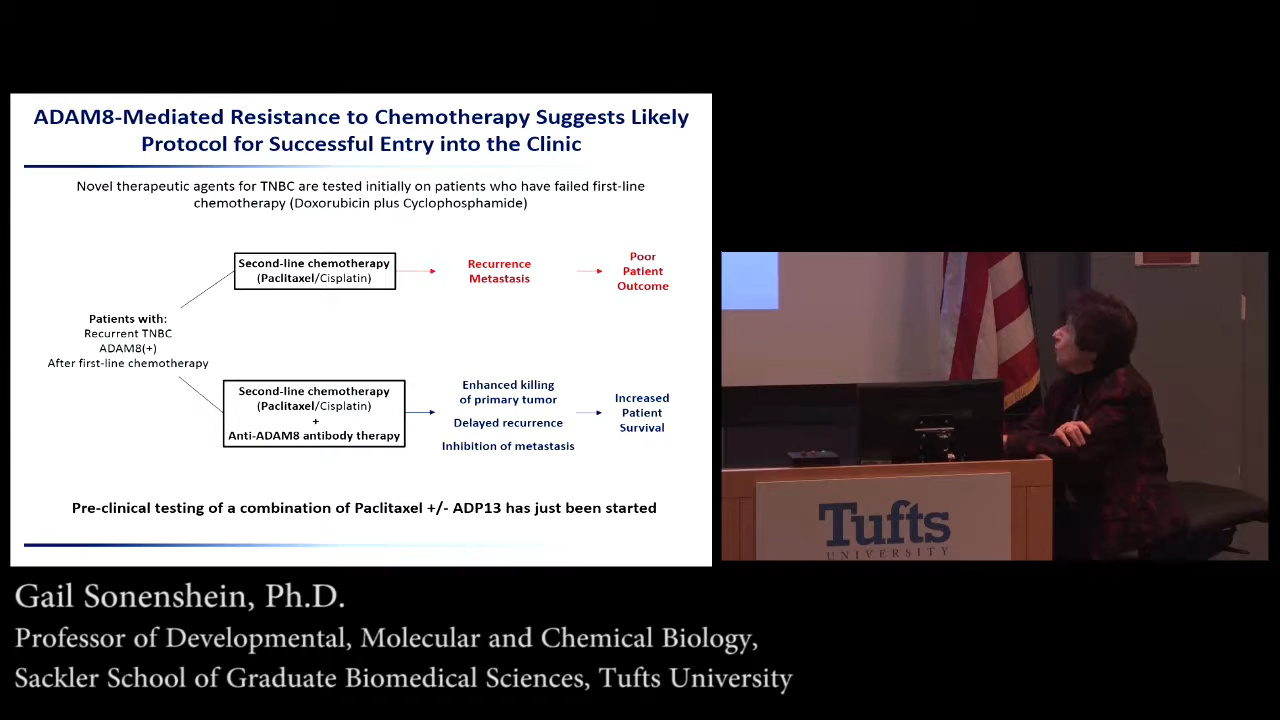 ADAM8-Mediated Resistance to Chemotherapy Suggests Likely
Protocol for Successful Entry into the Clinic
Novel therapeutic agents for TNBC are tested initially on patients who have failed first-line
chemotherapy (Doxorubicin plus Cyclophosphamide)
Second-line chemotherapy
(Paclitaxel/Cisplatin)
Recurrence
Metastasis
Poor
Patient
Outcome
Patients with:
Recurrent TNBC
ADAM8(+)
After first-line chemotherapy
Second-line chemotherapy
(Paclitaxel/Cisplatin)
+
Anti-ADAM8 antibody therapy
Enhanced killing
of primary tumor
Delayed recurrence
Inhibition of metastasis
Increased
Patient
Survival
Pre-clinical testing of a combination of Paclitaxel +/- ADP13 has just been started
Tufts
UNIVERSITY
Gail Sonenshein, Ph.D.
Professor of Developmental, Molecular and Chemical Biology,
Sackler School of Graduate Biomedical Sciences, Tufts University